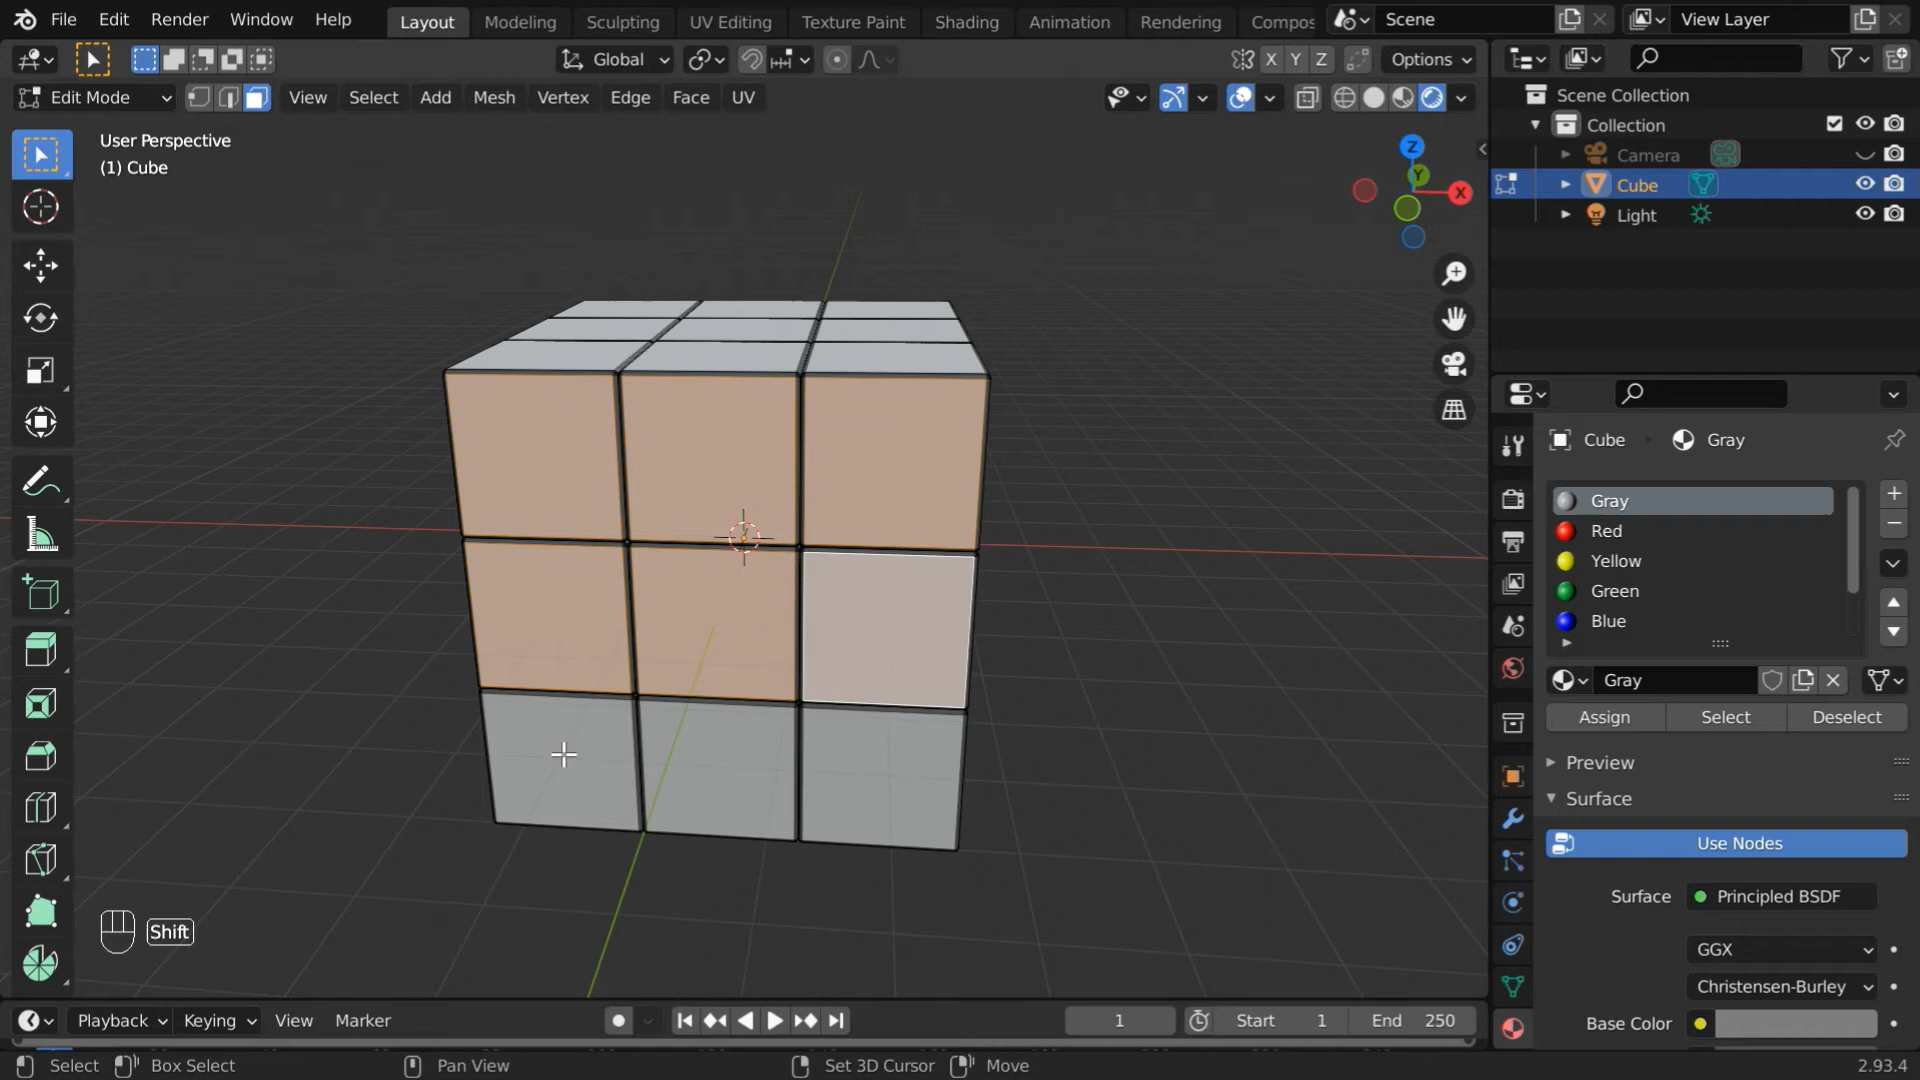 File Edit Render Window Help Layout Modeling Sculpting UV Editing Texture Paint Shading Animation Rendering Compos Scene View Layer
Global X Y Z Options
Edit Mode View Select Add Mesh Vertex Edge Face UV
User Perspective
(1) Cube
Z
Y
X
Scene Collection
Collection
Camera
Cube
Light
Cube Gray
Gray
Red
Yellow
Green
Blue
Gray
Assign Select Deselect
Preview
Surface
Use Nodes
Surface Principled BSDF
GGX
Christensen-Burley
Base Color
Shift
Playback Keying View Marker 1 Start 1 End 250
Select Box Select Pan View Set 3D Cursor Move 2.93.4